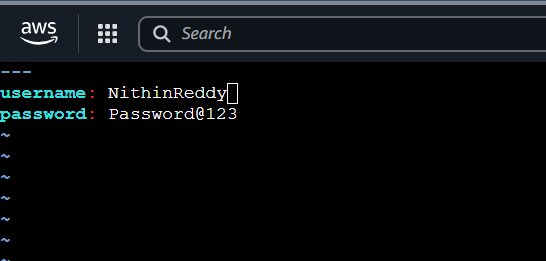 aws
Search
---
username: NithinReddy
password: Password@123
~
~
~
~
~
~
~